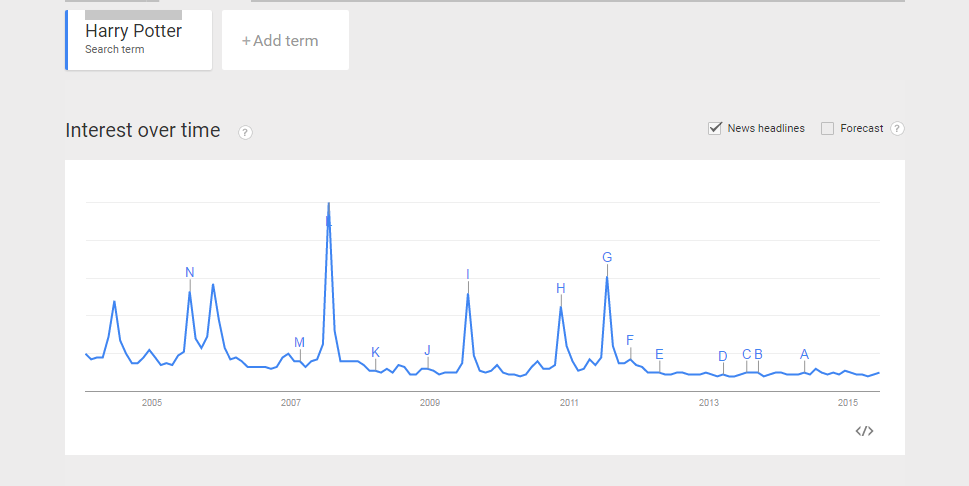 Harry Potter
Search term
+ Add term
Interest over time ?
News headlines
Forecast ?
L
N
I
G
H
M
K
J
F
E
D
C
B
A
2005
2007
2009
2011
2013
2015
</>